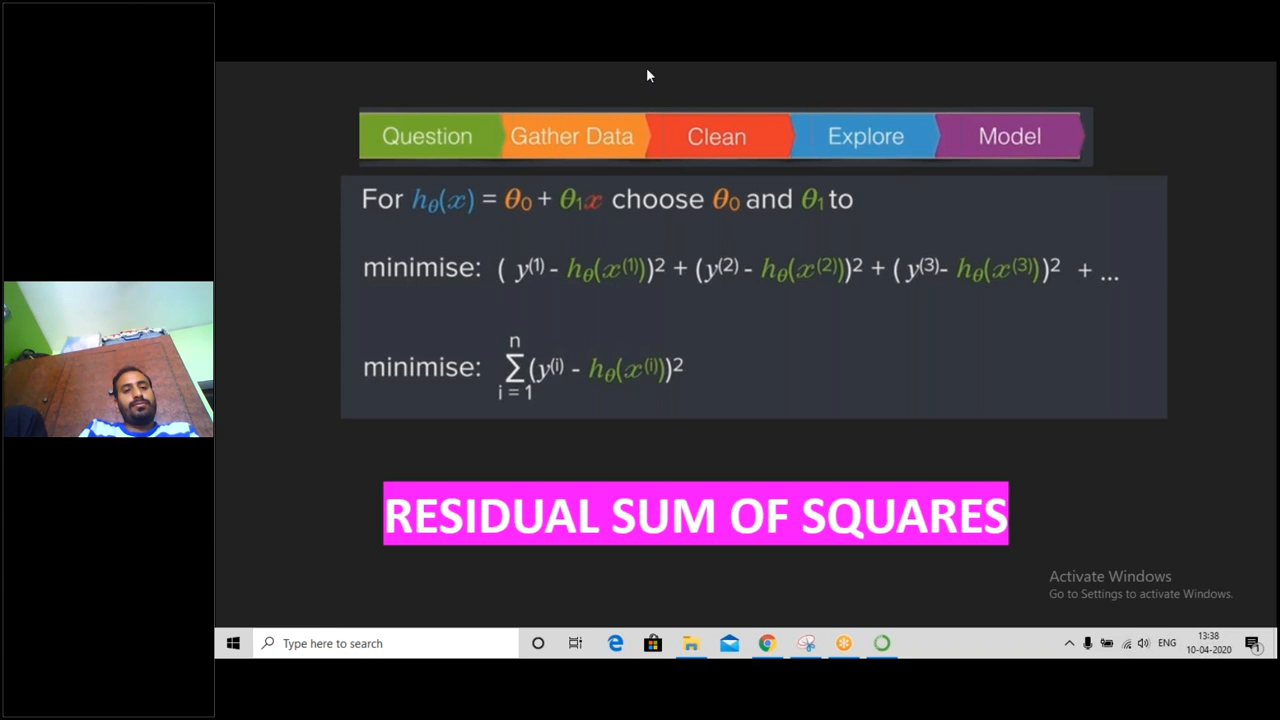 Question Gather Data Clean Explore Model
For hθ(x) = θ₀ + θ₁x choose θ₀ and θ₁ to
minimise: ( y⁽¹⁾ - hθ(x⁽¹⁾))² + (y⁽²⁾ - hθ(x⁽²⁾))² + ( y⁽³⁾- hθ(x⁽³⁾))² + ...
n
minimise: Σ(y⁽ⁱ⁾ - hθ(x⁽ⁱ⁾))²
i = 1
RESIDUAL SUM OF SQUARES
Activate Windows
Go to Settings to activate Windows.
Type here to search
ENG
13:38
10-04-2020
1